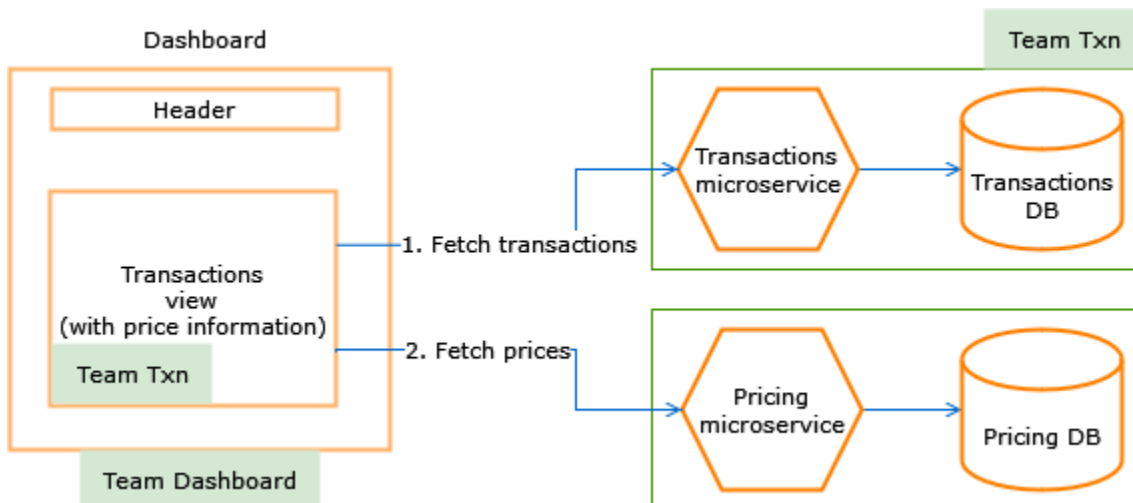 Dashboard
Team Txn
Header
Transactions
microservice
Transactions
DB
1. Fetch transactions
Transactions
view
(with price information)
2. Fetch prices
Team Txn
Pricing
microservice
Pricing DB
Team Dashboard